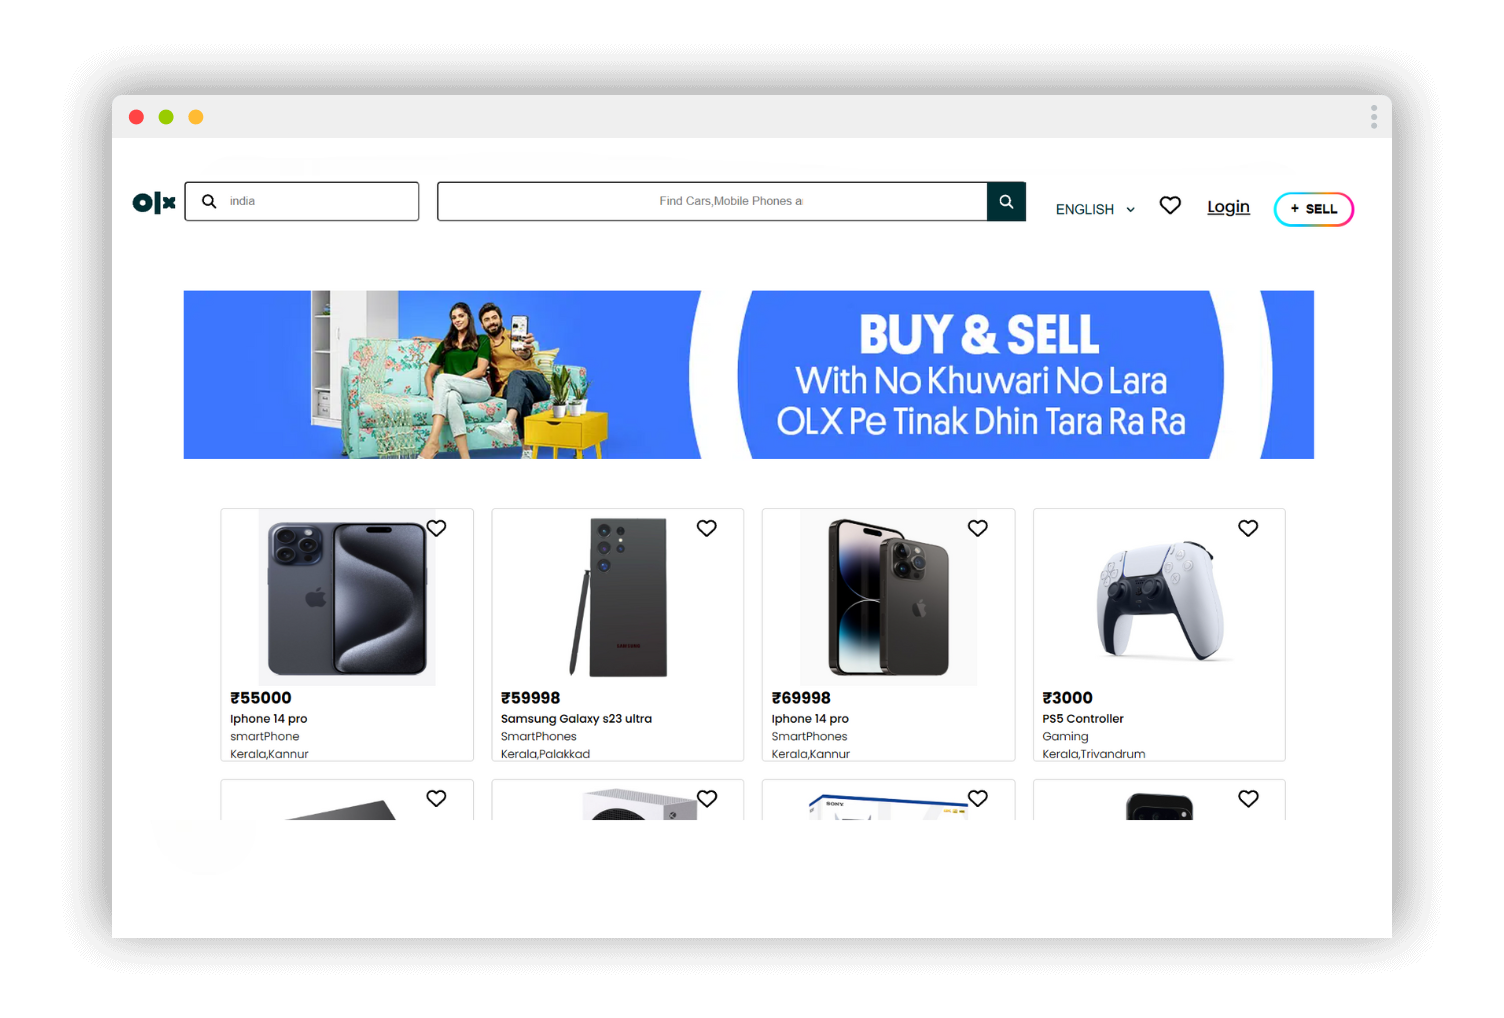 olx
india
Find Cars,Mobile Phones a
ENGLISH
Login
+ SELL
BUY & SELL
With No Khuwari No Lara
OLX Pe Tinak Dhin Tara Ra Ra
₹55000
Iphone 14 pro
smartPhone
Kerala,Kannur
₹59998
Samsung Galaxy s23 ultra
SmartPhones
Kerala,Palakkad
₹69998
Iphone 14 pro
SmartPhones
Kerala,Kannur
₹3000
PS5 Controller
Gaming
Kerala,Trivandrum
SONY